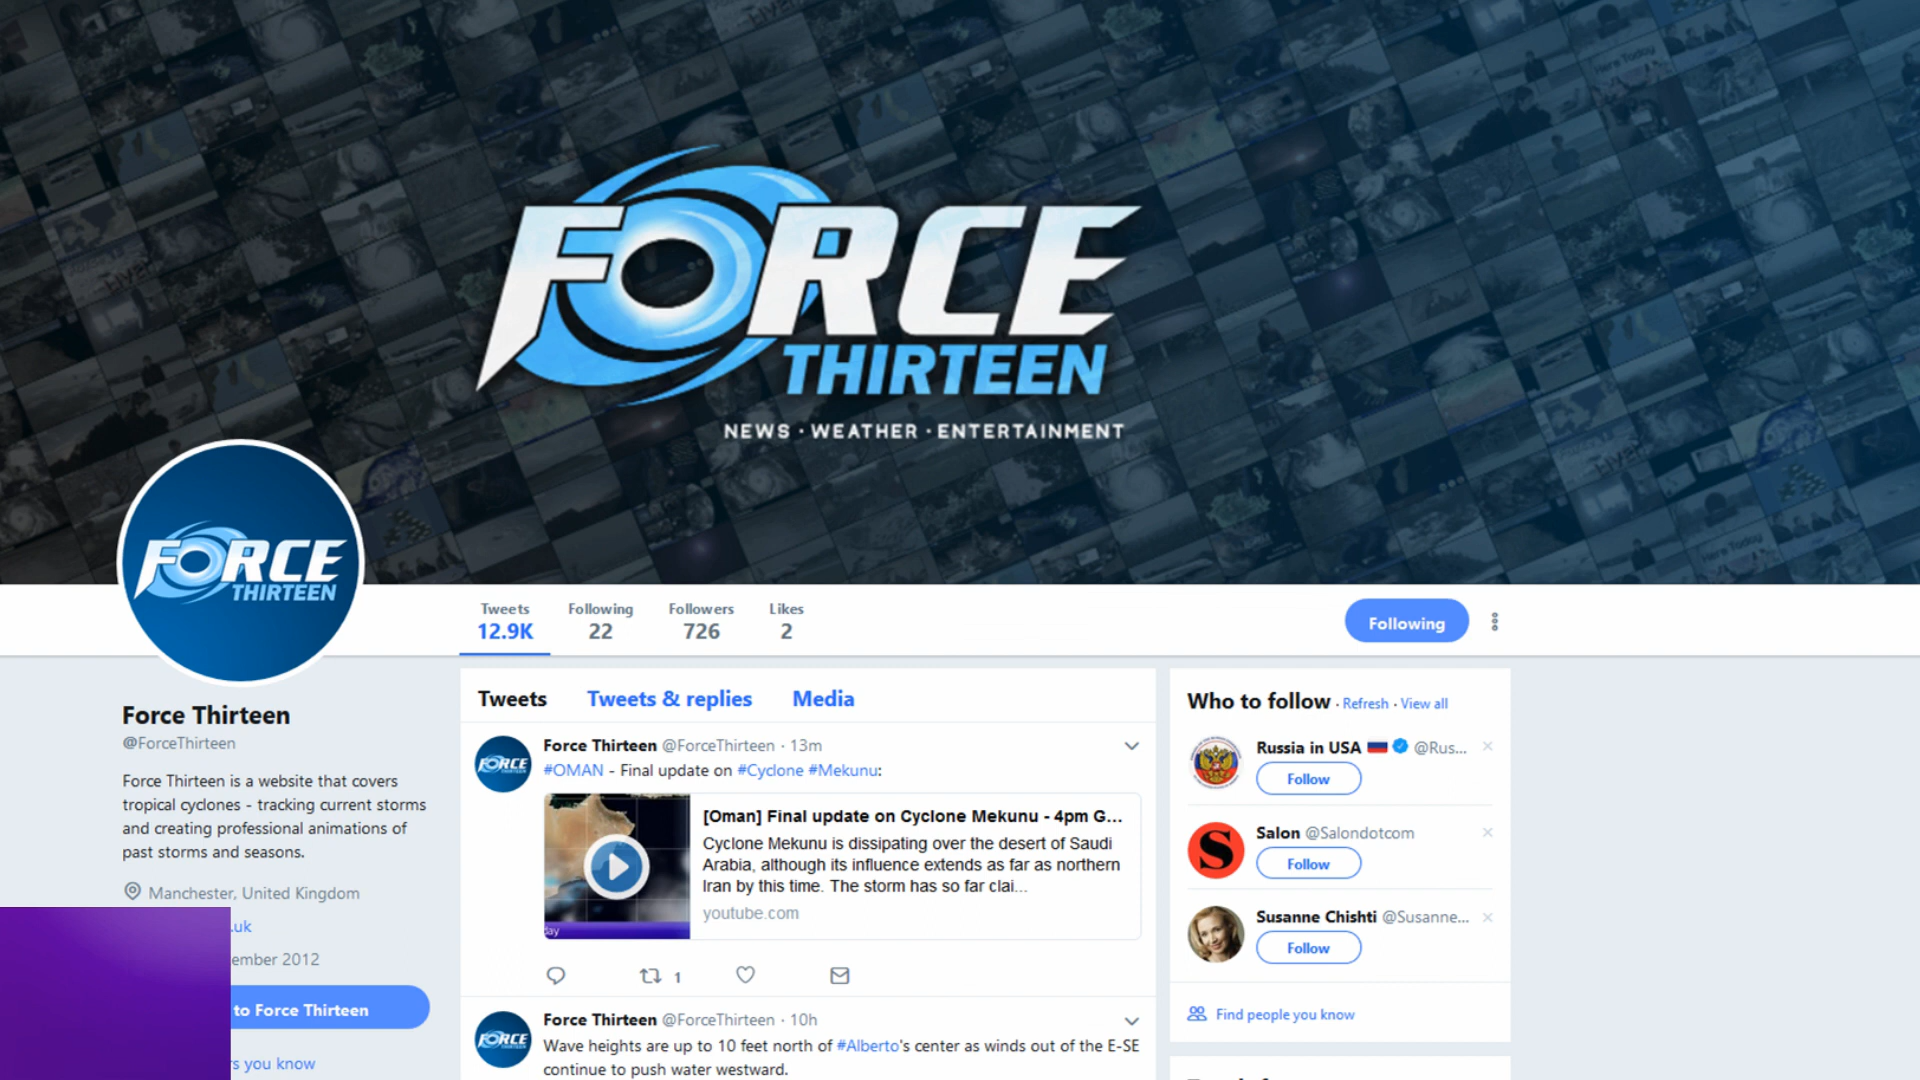 FORCE
THIRTEEN
NEWS · WEATHER · ENTERTAINMENT
FORCE
THIRTEEN
Tweets
12.9K
Following
22
Followers
726
Likes
2
Following
Force Thirteen
@ForceThirteen
Force Thirteen is a website that covers
tropical cyclones - tracking current storms
and creating professional animations of
past storms and seasons.
Manchester, United Kingdom
.uk
ember 2012
to Force Thirteen
rs you know
Tweets Tweets & replies Media
Force Thirteen @ForceThirteen · 13m
#OMAN - Final update on #Cyclone #Mekunu:
[Oman] Final update on Cyclone Mekunu - 4pm G...
Cyclone Mekunu is dissipating over the desert of Saudi
Arabia, although its influence extends as far as northern
Iran by this time. The storm has so far clai...
youtube.com
day
1
Force Thirteen @ForceThirteen · 10h
Wave heights are up to 10 feet north of #Alberto's center as winds out of the E-SE
continue to push water westward.
Who to follow · Refresh · View all
Russia in USA @Rus...
Follow
Salon @Salondotcom
Follow
Susanne Chishti @Susanne...
Follow
Find people you know